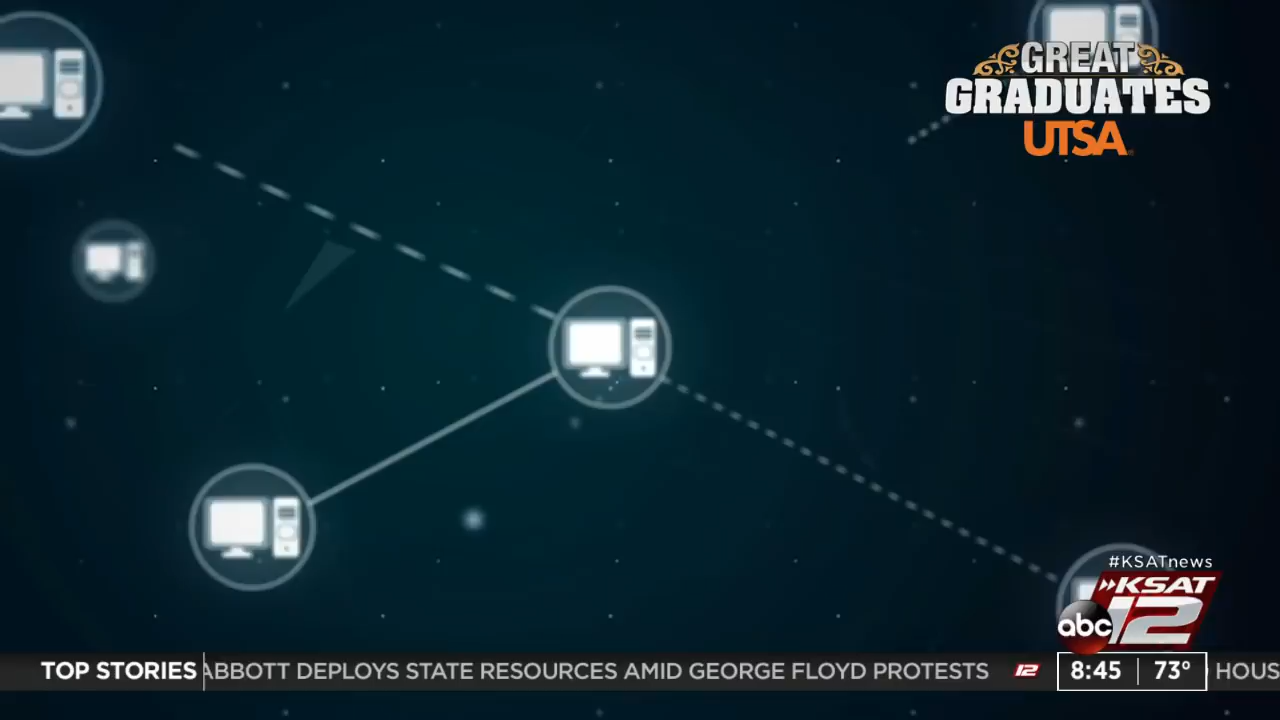 GREAT
GRADUATES
UTSA
#KSATnews
KSAT
abc 12
TOP STORIES ABBOTT DEPLOYS STATE RESOURCES AMID GEORGE FLOYD PROTESTS 12 8:45 73°